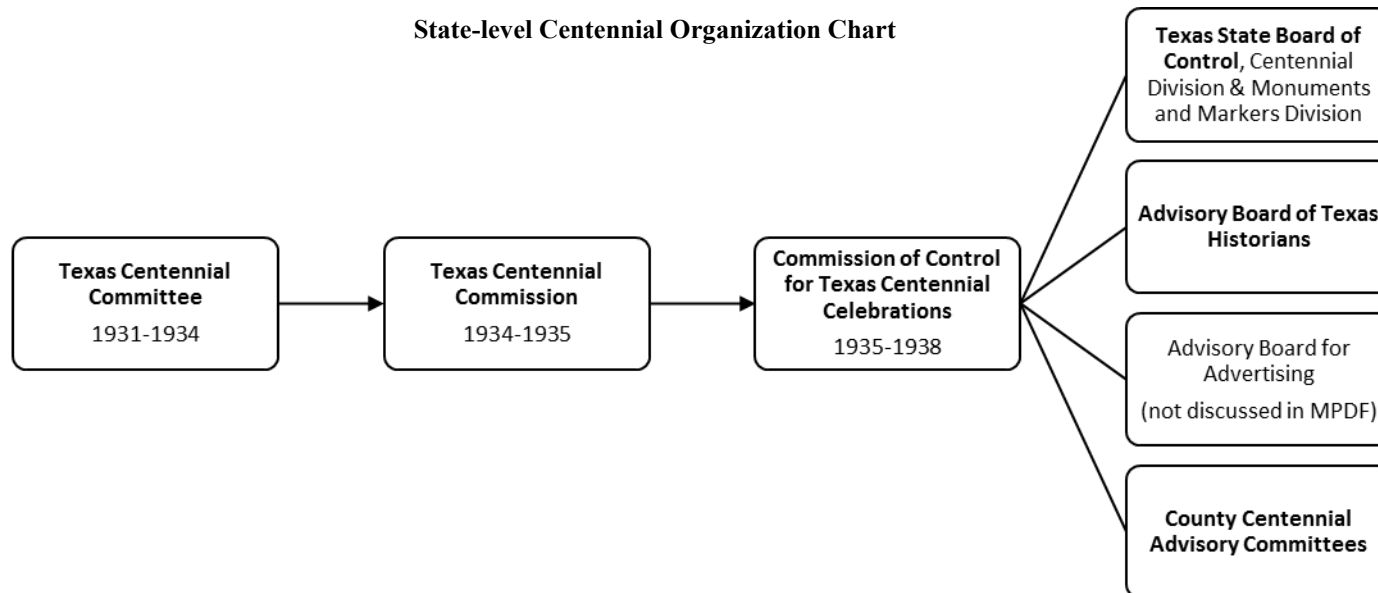 State-level Centennial Organization Chart
Texas Centennial
Committee
1931-1934
Texas Centennial
Commission
1934-1935
Commission of Control
for Texas Centennial
Celebrations
1935-1938
Texas State Board of
Control, Centennial
Division & Monuments
and Markers Division
Advisory Board of Texas
Historians
Advisory Board for
Advertising
(not discussed in MPDF)
County Centennial
Advisory Committees